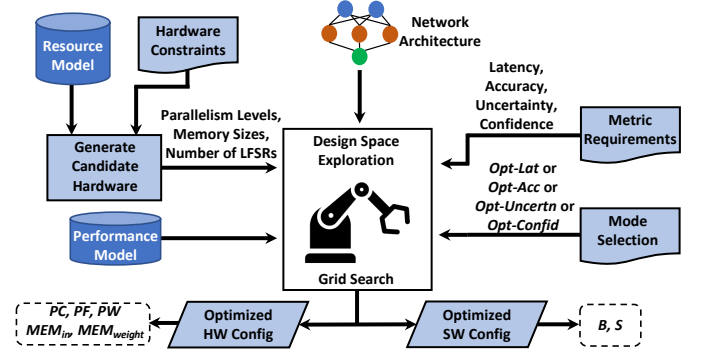 Resource
Model
Hardware
Constraints
Network
Architecture
Parallelism Levels,
Memory Sizes,
Number of LFSRs
Generate
Candidate
Hardware
Design Space
Exploration
Grid Search
Latency,
Accuracy,
Uncertainty,
Confidence
Metric
Requirements
Performance
Model
Opt-Lat or
Opt-Acc or
Opt-Uncertn or
Opt-Confid
Mode
Selection
PC, PF, PW
MEMin, MEMweight
Optimized
HW Config
Optimized
SW Config
B, S